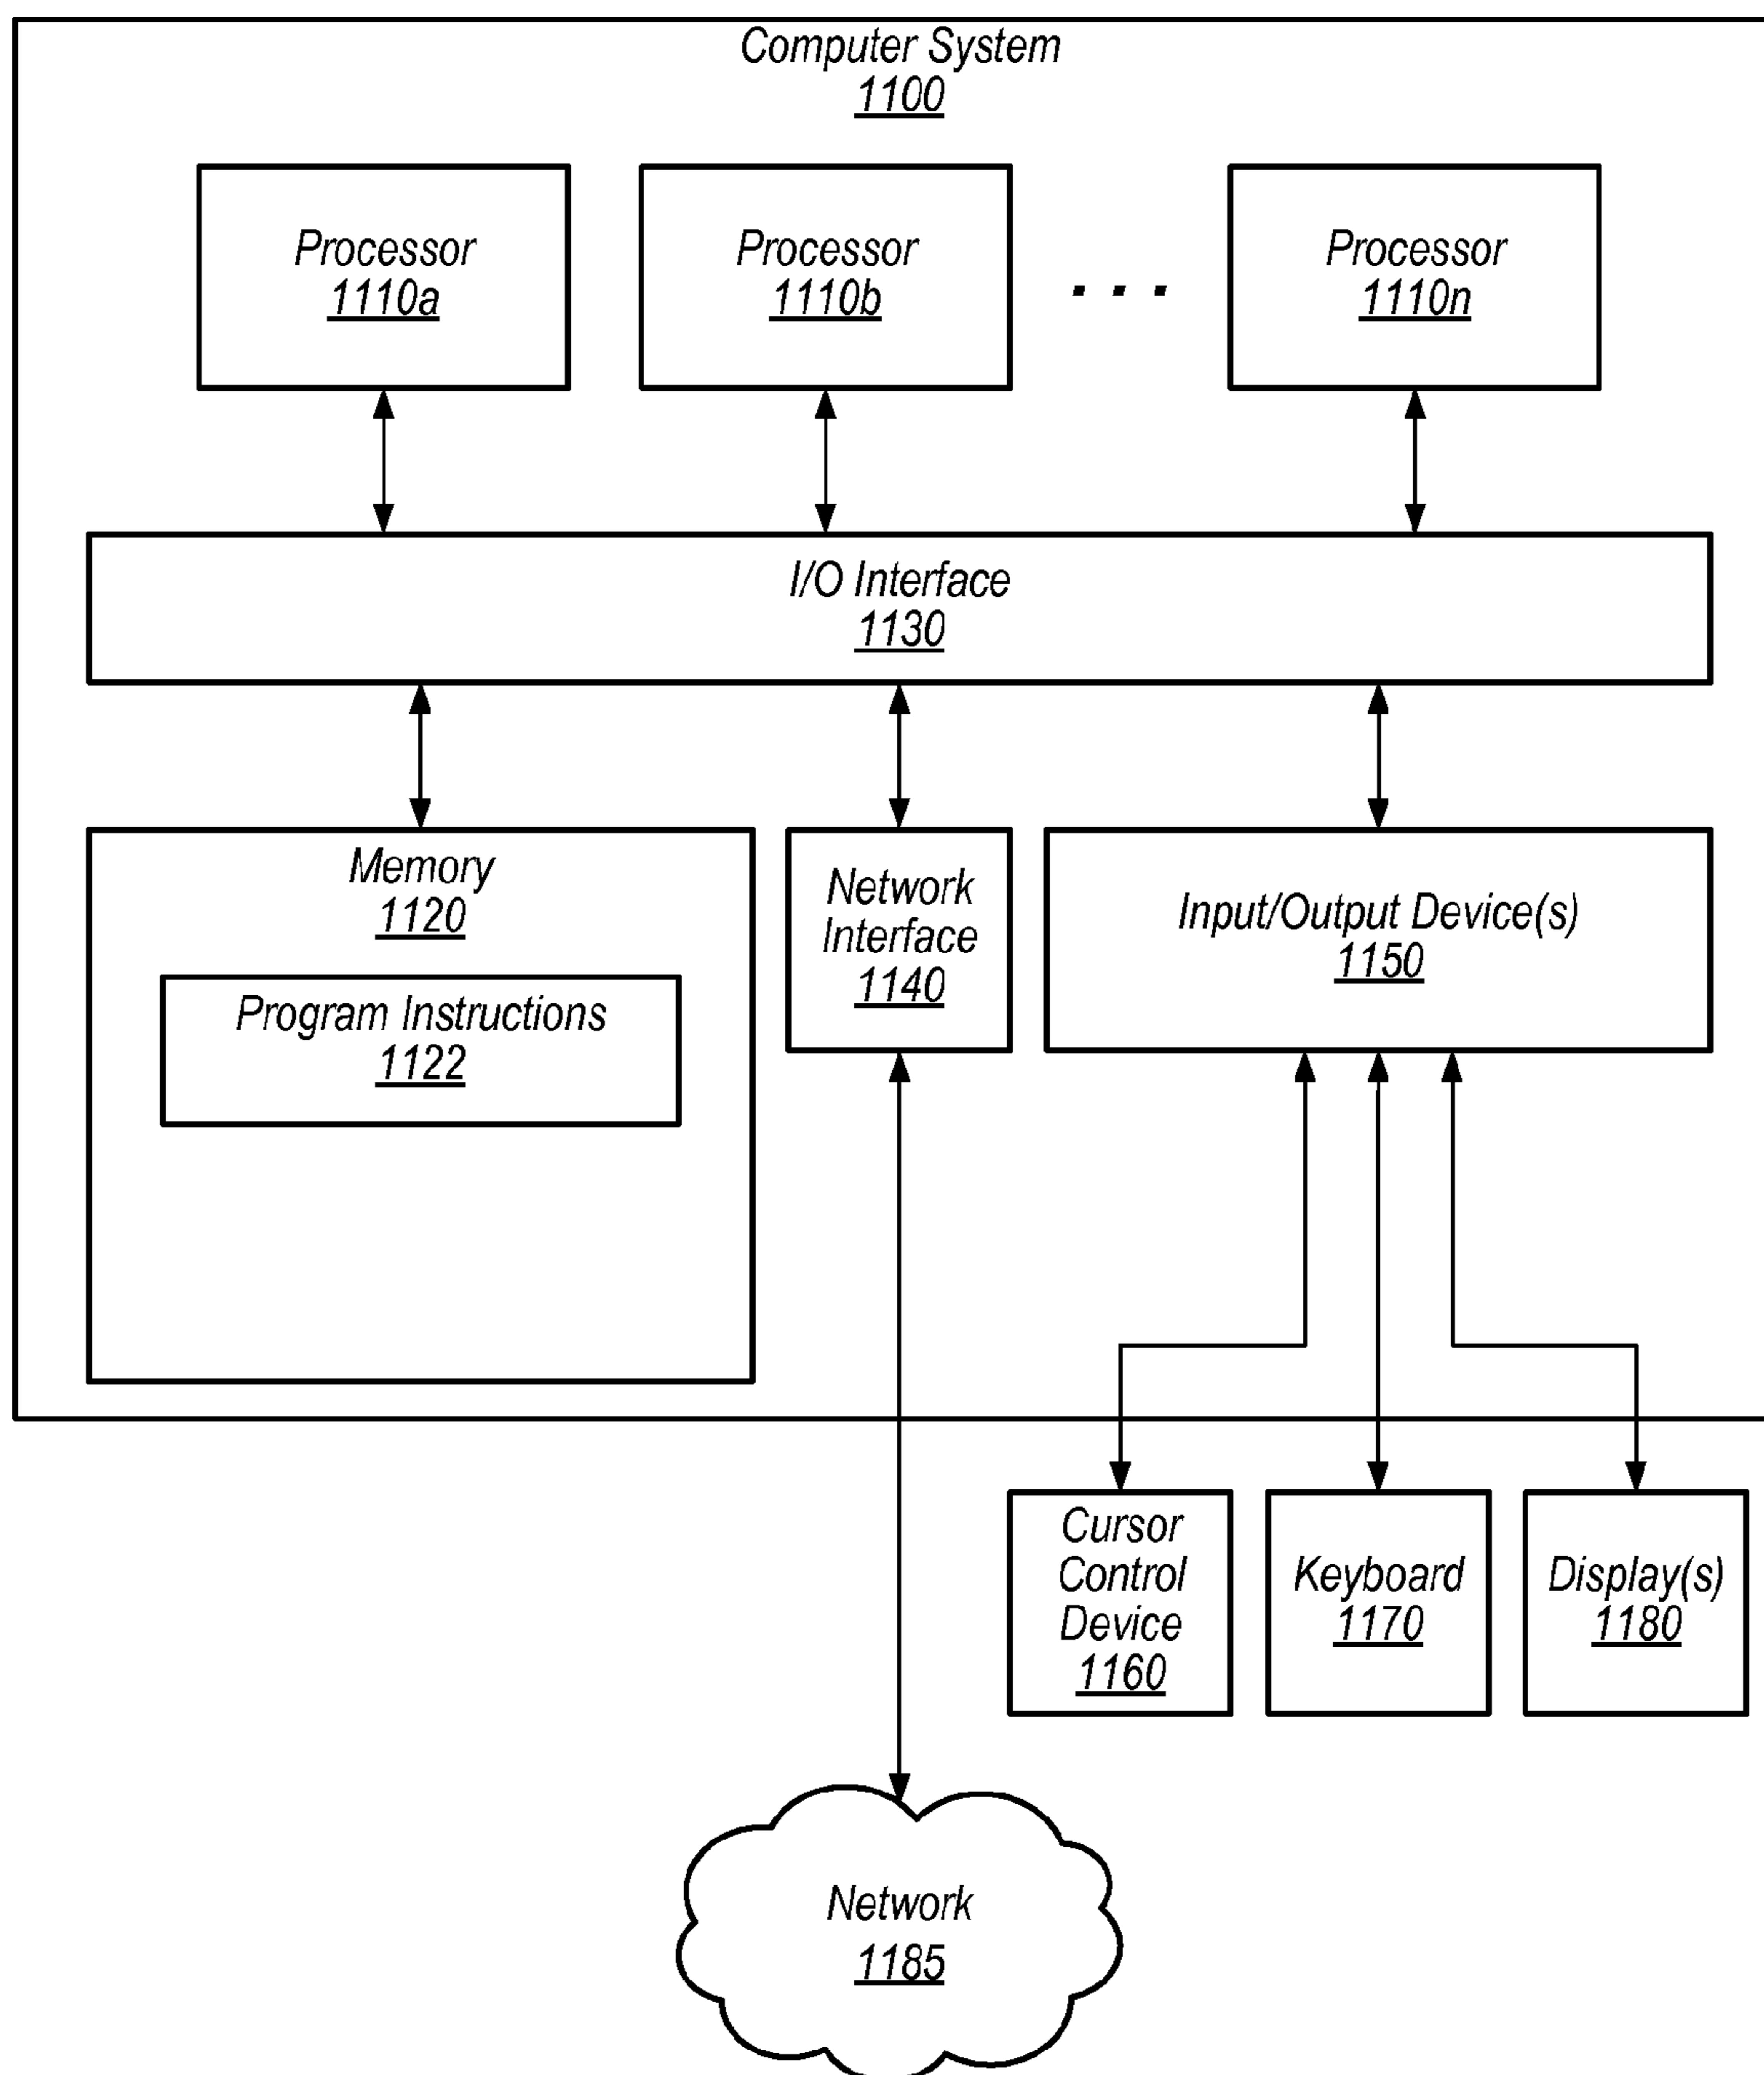 Computer System
1100
Processor
1110a
Processor
1110b
. . .
Processor
1110n
I/O Interface
1130
Memory
1120
Program Instructions
1122
Network
Interface
1140
Input/Output Device(s)
1150
Cursor
Control
Device
1160
Keyboard
1170
Display(s)
1180
Network
1185